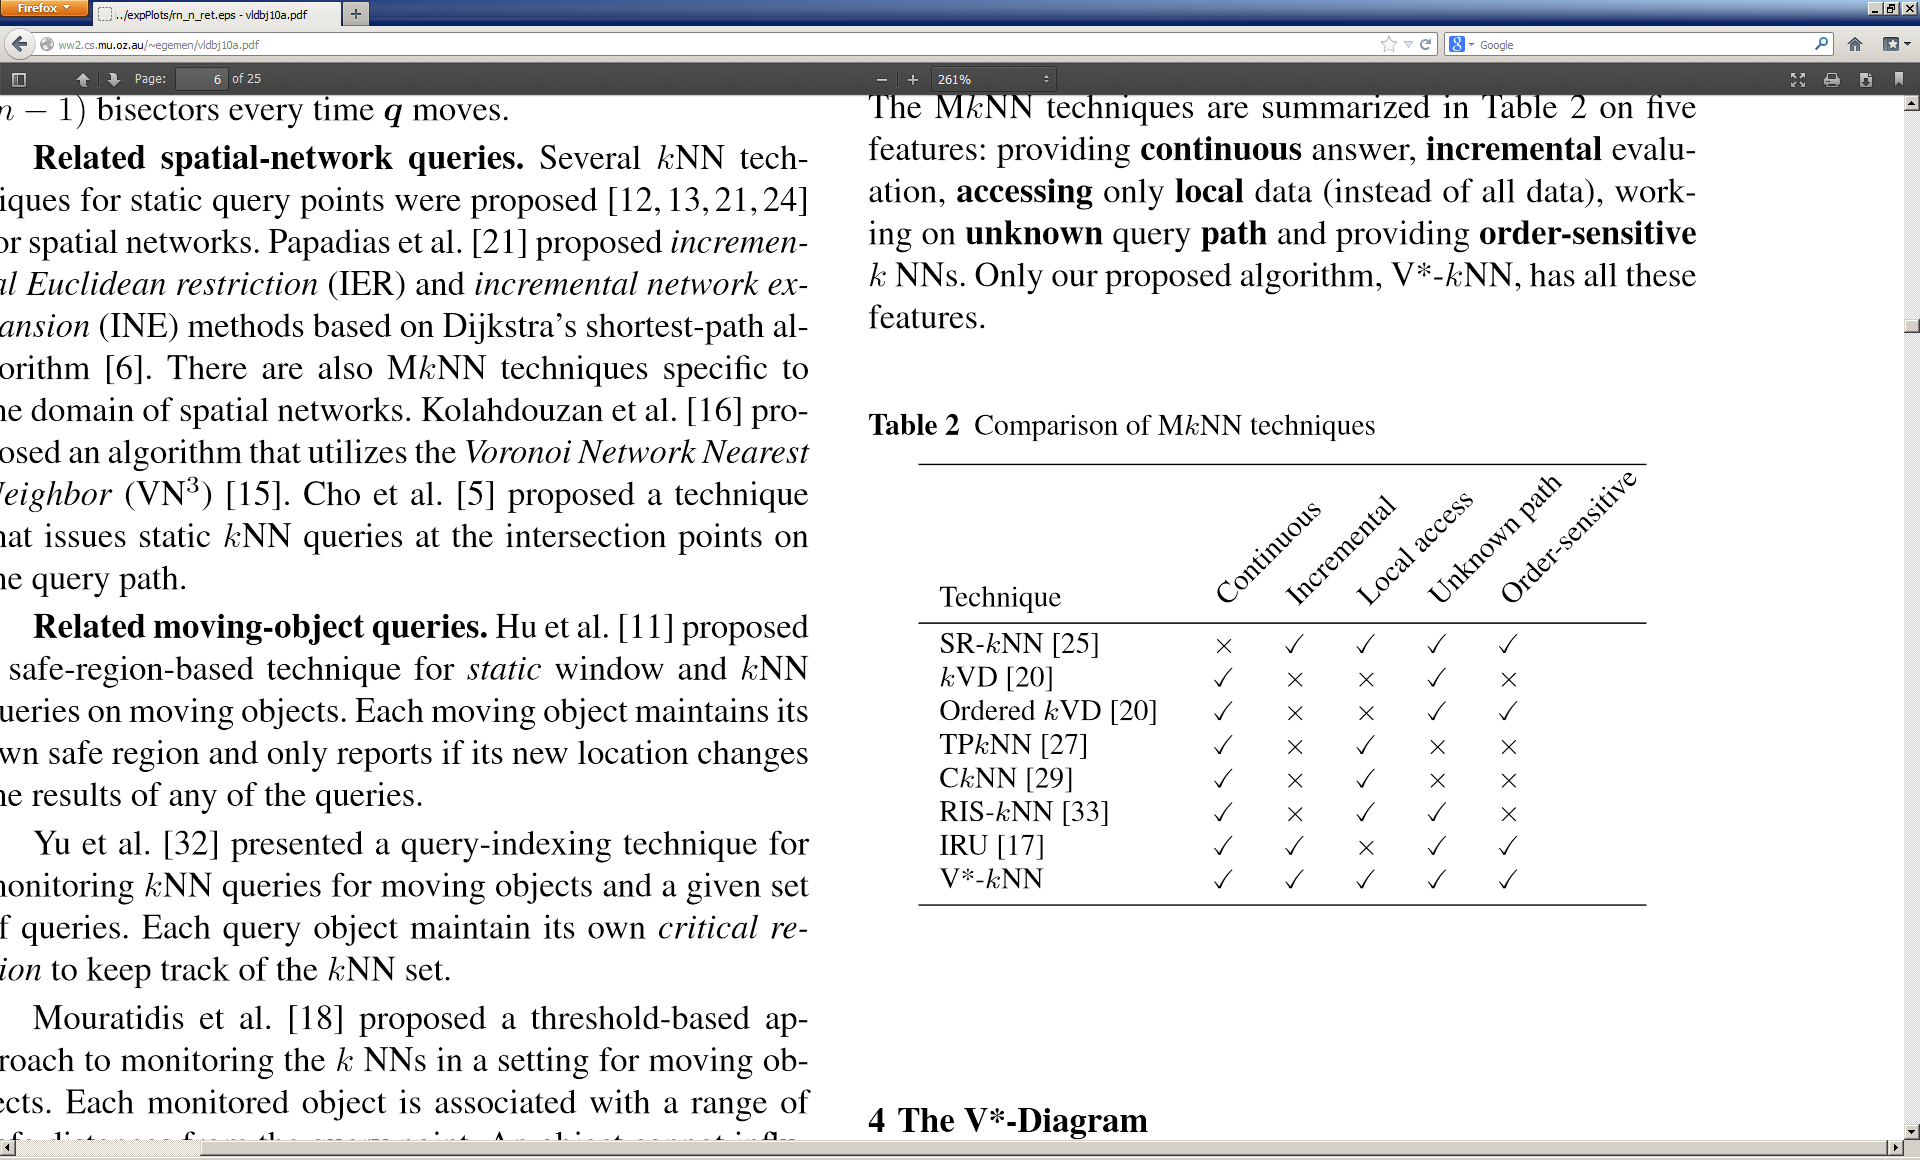 Firefox
../expPlots/rn_n_ret.eps - vldbj10a.pdf
ww2.cs.mu.oz.au/~egemen/vldbj10a.pdf
Google
Page: 6 of 25
261%
n − 1) bisectors every time q moves.
Related spatial-network queries. Several kNN tech-
iques for static query points were proposed [12, 13, 21, 24]
or spatial networks. Papadias et al. [21] proposed incremen-
al Euclidean restriction (IER) and incremental network ex-
ansion (INE) methods based on Dijkstra's shortest-path al-
orithm [6]. There are also MkNN techniques specific to
he domain of spatial networks. Kolahdouzan et al. [16] pro-
osed an algorithm that utilizes the Voronoi Network Nearest
Neighbor (VN³) [15]. Cho et al. [5] proposed a technique
hat issues static kNN queries at the intersection points on
he query path.
Related moving-object queries. Hu et al. [11] proposed
safe-region-based technique for static window and kNN
ueries on moving objects. Each moving object maintains its
wn safe region and only reports if its new location changes
he results of any of the queries.
Yu et al. [32] presented a query-indexing technique for
monitoring kNN queries for moving objects and a given set
f queries. Each query object maintain its own critical re-
ion to keep track of the kNN set.
Mouratidis et al. [18] proposed a threshold-based ap-
roach to monitoring the k NNs in a setting for moving ob-
ects. Each monitored object is associated with a range of
The MkNN techniques are summarized in Table 2 on five
features: providing continuous answer, incremental evalu-
ation, accessing only local data (instead of all data), work-
ing on unknown query path and providing order-sensitive
k NNs. Only our proposed algorithm, V*-kNN, has all these
features.
Table 2 Comparison of MkNN techniques
Technique Continuous Incremental Local access Unknown path Order-sensitive
SR-kNN [25] × ✓ ✓ ✓ ✓
kVD [20] ✓ × × ✓ ×
Ordered kVD [20] ✓ × × ✓ ✓
TPkNN [27] ✓ × ✓ × ×
CkNN [29] ✓ × ✓ × ×
RIS-kNN [33] ✓ × ✓ ✓ ×
IRU [17] ✓ ✓ × ✓ ✓
V*-kNN ✓ ✓ ✓ ✓ ✓
4 The V*-Diagram